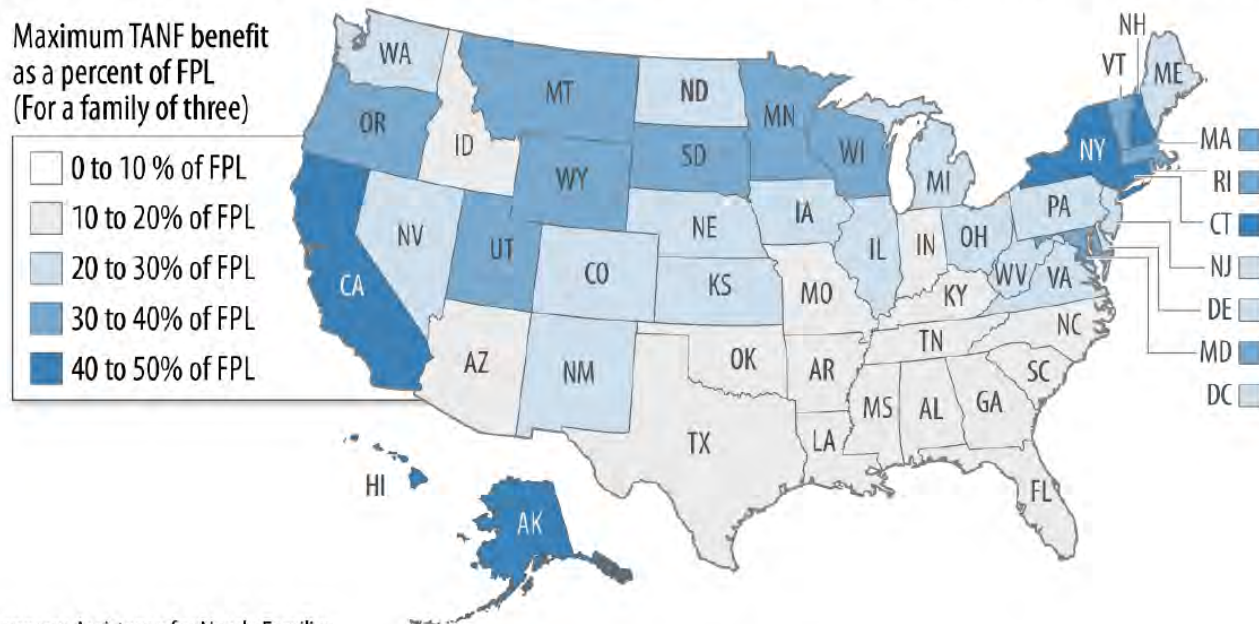 Maximum TANF benefit
as a percent of FPL
(For a family of three)
0 to 10 % of FPL
10 to 20% of FPL
20 to 30% of FPL
30 to 40% of FPL
40 to 50% of FPL
WA
OR
CA
ID
NV
MT
WY
UT
AZ
CO
NM
ND
SD
NE
KS
OK
TX
MN
IA
MO
AR
LA
WI
IL
MI
IN
OH
KY
TN
MS
AL
GA
FL
SC
NC
VA
WV
PA
NY
VT
NH
ME
MA
RI
CT
NJ
DE
MD
DC
HI
AK